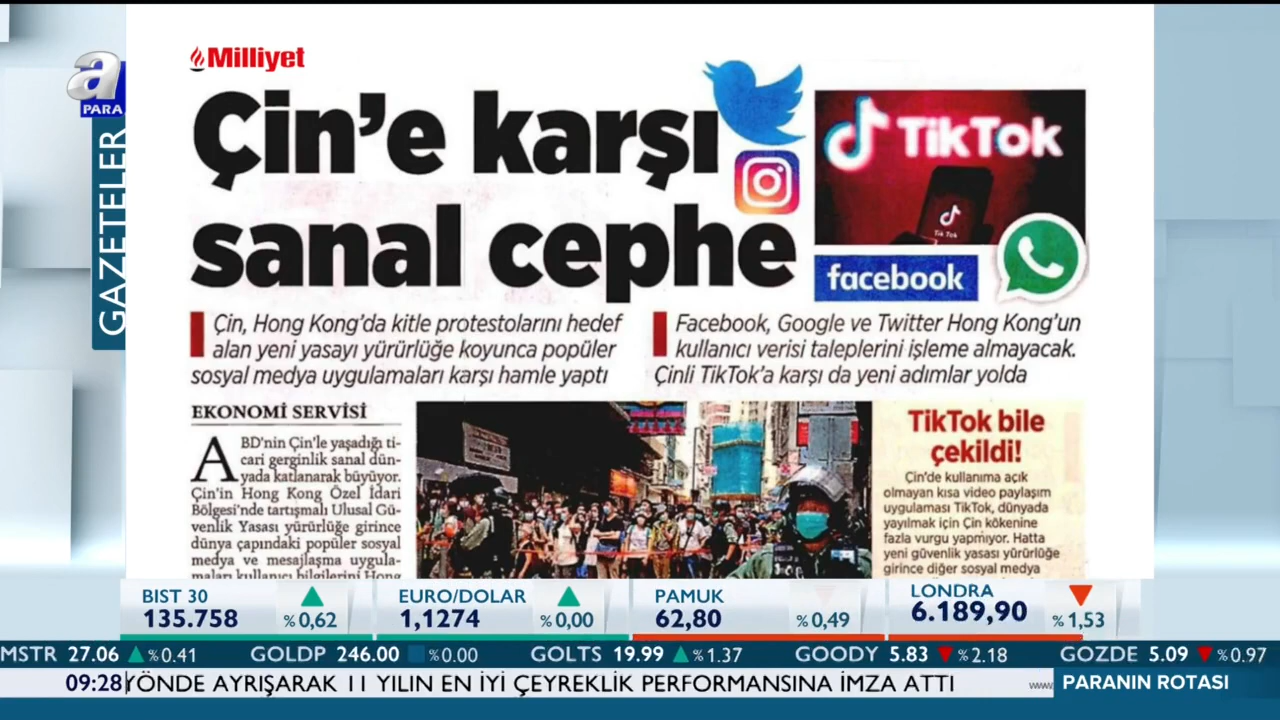 Milliyet
a
PARA
GAZETELER
Çin'e karşı
sanal cephe
TikTok
Tik Tok
facebook
Çin, Hong Kong'da kitle protestolarını hedef
alan yeni yasayı yürürlüğe koyunca popüler
sosyal medya uygulamaları karşı hamle yaptı
Facebook, Google ve Twitter Hong Kong'un
kullanıcı verisi taleplerini işleme almayacak.
Çinli TikTok'a karşı da yeni adımlar yolda
EKONOMİ SERVİSİ
ABD'nin Çin'le yaşadığı ti-
cari gerginlik sanal dün-
yada katlanarak büyüyor.
Çin'in Hong Kong Özel İdari
Bölgesi'nde tartışmalı Ulusal Gü-
venlik Yasası yürürlüğe girince
dünya çapındaki popüler sosyal
medya ve mesajlaşma uygula-
maları kullanıcı bilgilerini Hong
TikTok bile
çekildi!
Çin'de kullanıma açık
olmayan kısa video paylaşım
uygulaması TikTok, dünyada
yayılmak için Çin kökenine
fazla vurgu yapmıyor. Hatta
yeni güvenlik yasası yürürlüğe
girince diğer sosyal medya
BIST 30
135.758 %0,62
EURO/DOLAR
1,1274 %0,00
PAMUK
62,80 %0,49
LONDRA
6.189,90 %1,53
MSTR 27.06 %0.41 GOLDP 246.00 %0.00 GOLTS 19.99 %1.37 GOODY 5.83 %2.18 GOZDE 5.09 %0.97
09:28 YÖNDE AYRIŞARAK 11 YILIN EN İYİ ÇEYREKLİK PERFORMANSINA İMZA ATTI www. PARANIN ROTASI